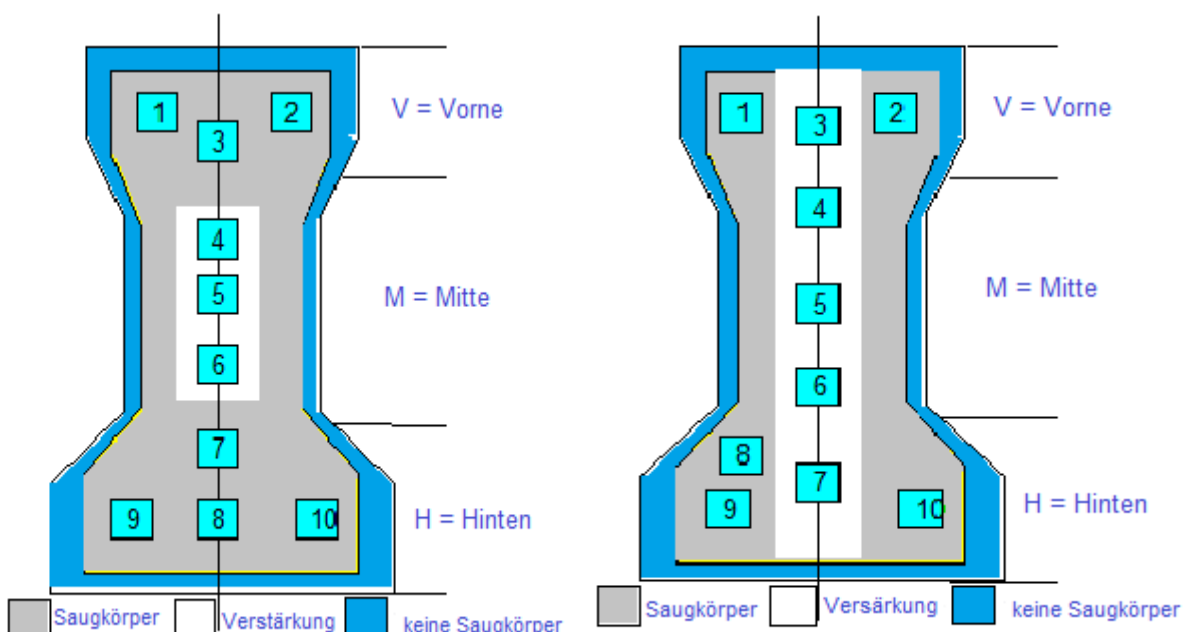 1
2
3
V = Vorne
4
5
M = Mitte
6
7
9
8
10
H = Hinten
Saugkörper
Verstärkung
keine Saugkörper
1
2
3
V = Vorne
4
5
M = Mitte
6
8
7
9
10
H = Hinten
Saugkörper
Versärkung
keine Saugkörper